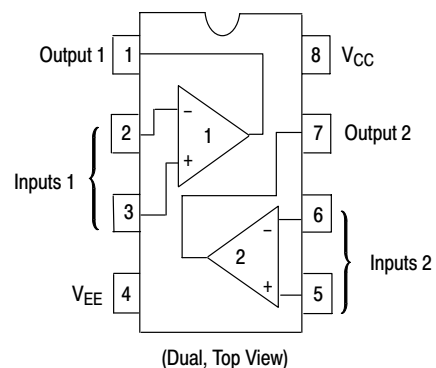 Output 1 1 8 VCC
2 − 1 7 Output 2
Inputs 1 +
3 − 6
2 Inputs 2
VEE 4 + 5
(Dual, Top View)